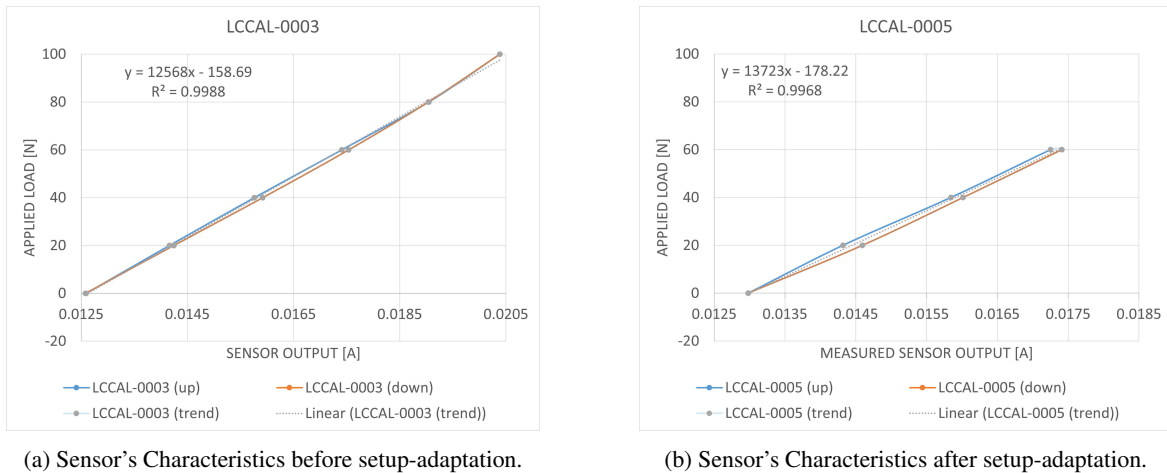 LCCAL-0003
y = 12568x - 158.69
R² = 0.9988
100
80
60
40
20
0
-20
APPLIED LOAD [N]
0.0125 0.0145 0.0165 0.0185 0.0205
SENSOR OUTPUT [A]
LCCAL-0003 (up) LCCAL-0003 (down)
LCCAL-0003 (trend) Linear (LCCAL-0003 (trend))
(a) Sensor's Characteristics before setup-adaptation.
LCCAL-0005
y = 13723x - 178.22
R² = 0.9968
100
80
60
40
20
0
-20
APPLIED LOAD [N]
0.0125 0.0135 0.0145 0.0155 0.0165 0.0175 0.0185
MEASURED SENSOR OUTPUT [A]
LCCAL-0005 (up) LCCAL-0005 (down)
LCCAL-0005 (trend) Linear (LCCAL-0005 (trend))
(b) Sensor's Characteristics after setup-adaptation.